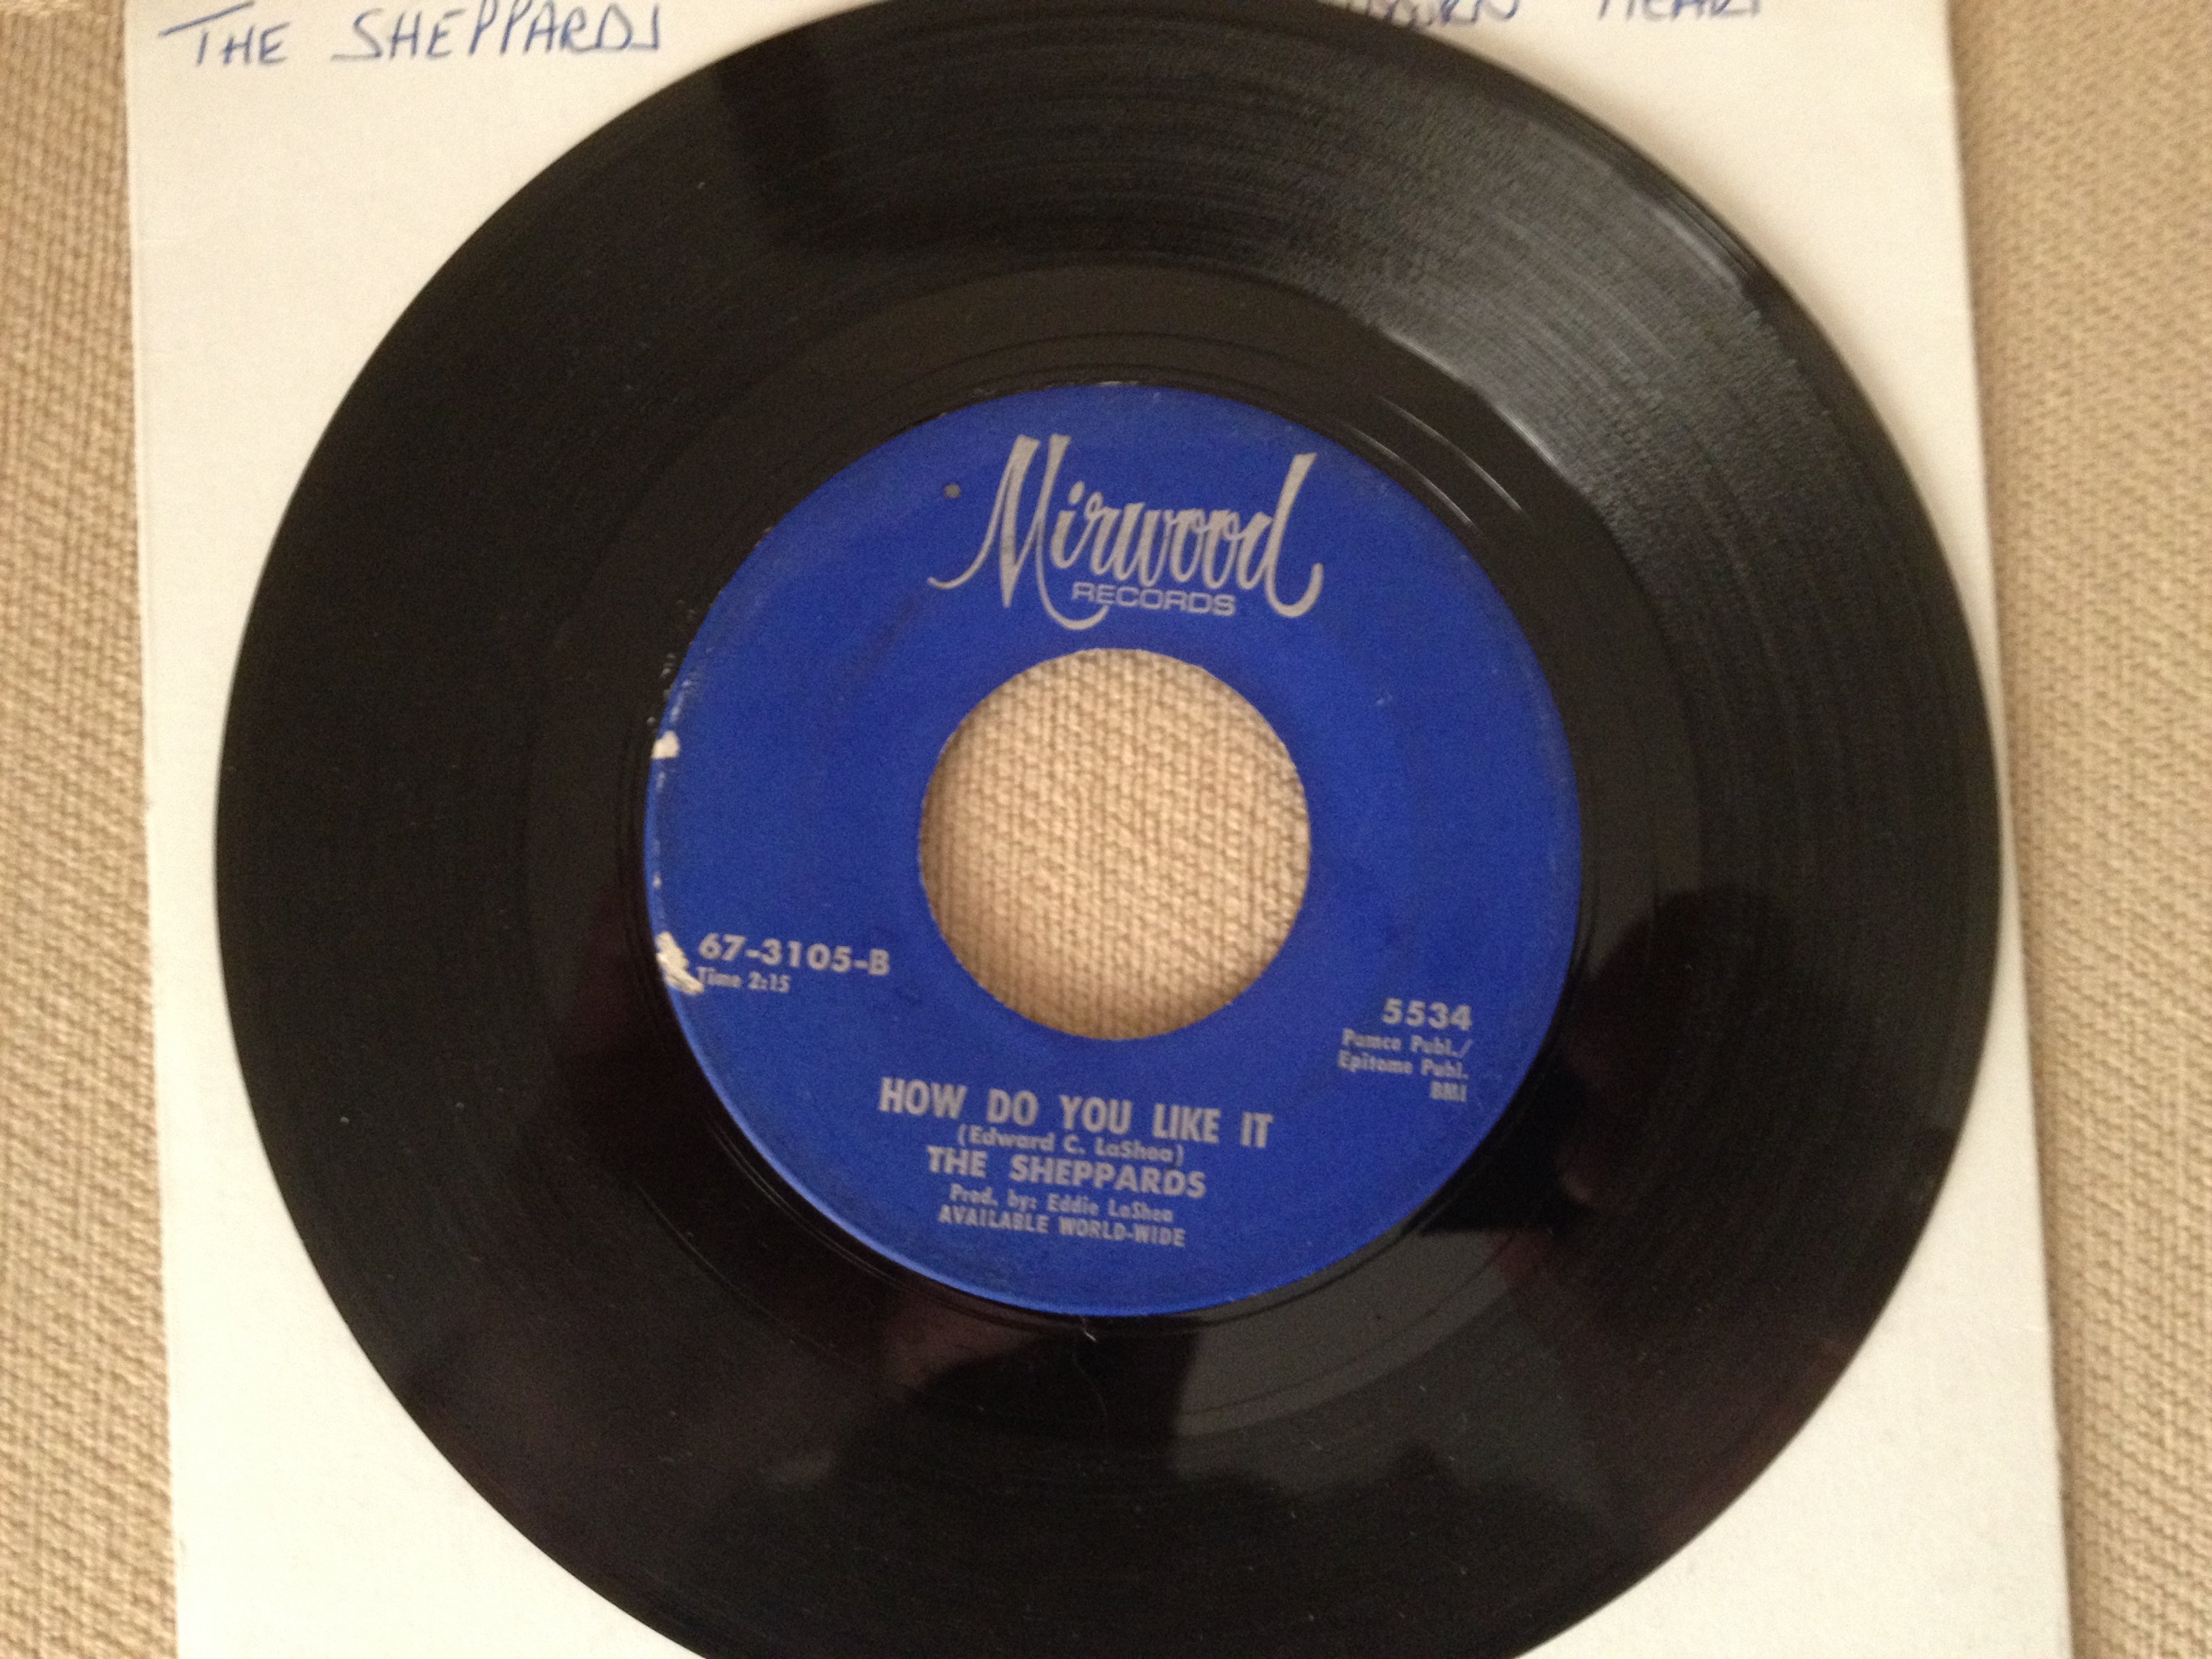 THE SHEPPARDS HEART
Mirwood
RECORDS
67-3105-B
Time 2:15
5534
Pamco Publ./
Epitome Publ.
BMI
HOW DO YOU LIKE IT
(Edward C. LaShea)
THE SHEPPARDS
Prod. by: Eddie LaShea
AVAILABLE WORLD-WIDE